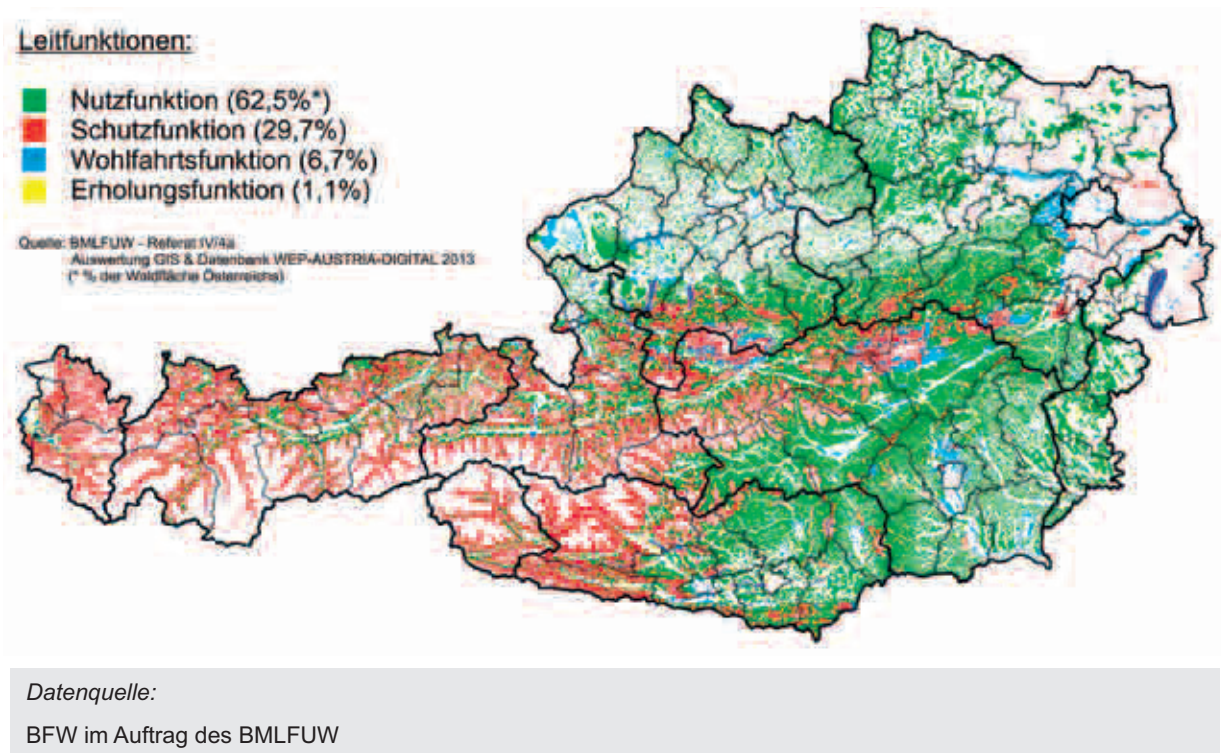 Leitfunktionen:
Nutzfunktion (62,5%*)
Schutzfunktion (29,7%)
Wohlfahrtsfunktion (6,7%)
Erholungsfunktion (1,1%)
Quelle: BMLFUW - Referat IV/4a
Auswertung GIS & Datenbank WEP-AUSTRIA-DIGITAL 2013
(* % der Waldfläche Österreichs)
Datenquelle:
BFW im Auftrag des BMLFUW